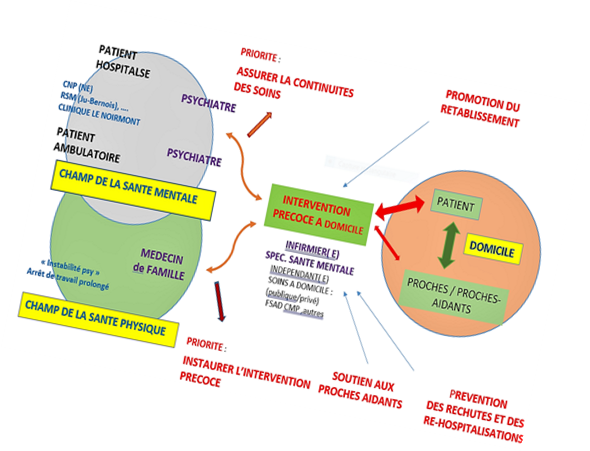 PATIENT
HOSPITALSE
CNP (NE)
RSM (Ju-Bernois), ....
CLINIQUE LE NOIRMONT
PSYCHIATRE
PATIENT
AMBULATOIRE
PSYCHIATRE
CHAMP DE LA SANTE MENTALE
MEDECIN
de FAMILLE
« Instabilité psy »
Arrêt de travail prolongé
CHAMP DE LA SANTE PHYSIQUE
PRIORITE :
ASSURER LA CONTINUITES
DES SOINS
PROMOTION DU
RETABLISSEMENT
INTERVENTION
PRECOCE A DOMICILE
INFIRMIER(E)
SPEC. SANTE MENTALE
INDEPENDANT(E)
SOINS A DOMICILE :
(publique/privé)
FSAD CMP ,autres
PATIENT
DOMICILE
PROCHES / PROCHES-
AIDANTS
PRIORITE :
INSTAURER L'INTERVENTION
PRECOCE
SOUTIEN AUX
PROCHES AIDANTS
PREVENTION
DES RECHUTES ET DES
RE-HOSPITALISATIONS